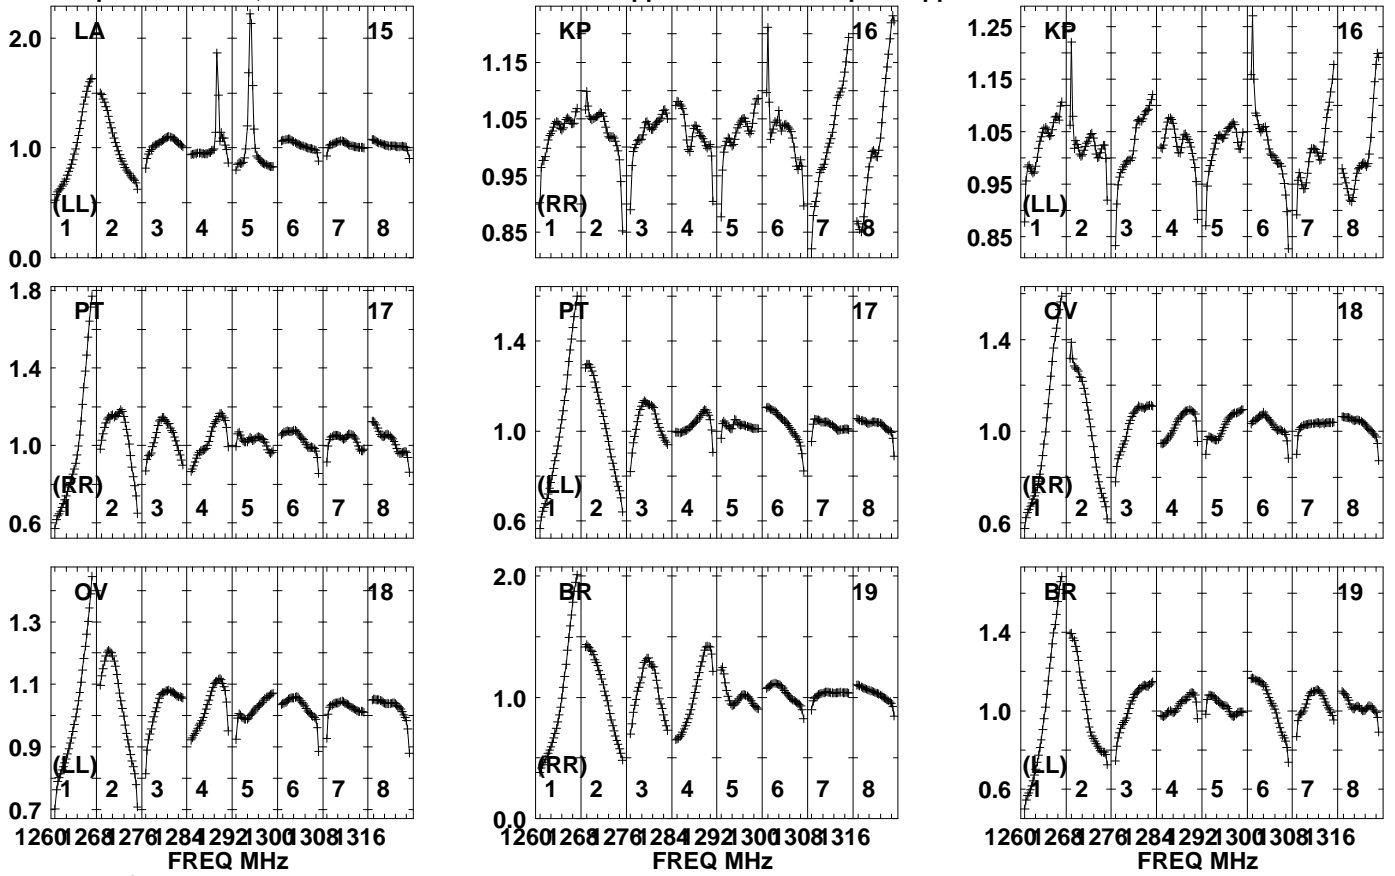 LA 15
2.0
1.0
0.0
(LL)
1 2 3 4 5 6 7 8
KP 16
1.15
1.05
0.95
0.85
(RR)
1 2 3 4 5 6 7 8
KP 16
1.25
1.15
1.05
0.95
0.85
(LL)
1 2 3 4 5 6 7 8
PT 17
1.8
1.4
1.0
0.6
(RR)
1 2 3 4 5 6 7 8
PT 17
1.4
1.0
0.6
(LL)
1 2 3 4 5 6 7 8
OV 18
1.4
1.0
0.6
(RR)
1 2 3 4 5 6 7 8
OV 18
1.3
1.1
0.9
0.7
(LL)
1 2 3 4 5 6 7 8
1260 1268 1276 1284 1292 1300 1308 1316
FREQ MHz
BR 19
2.0
1.0
0.0
(RR)
1 2 3 4 5 6 7 8
1260 1268 1276 1284 1292 1300 1308 1316
FREQ MHz
BR 19
1.4
1.0
0.6
(LL)
1 2 3 4 5 6 7 8
1260 1268 1276 1284 1292 1300 1308 1316
FREQ MHz